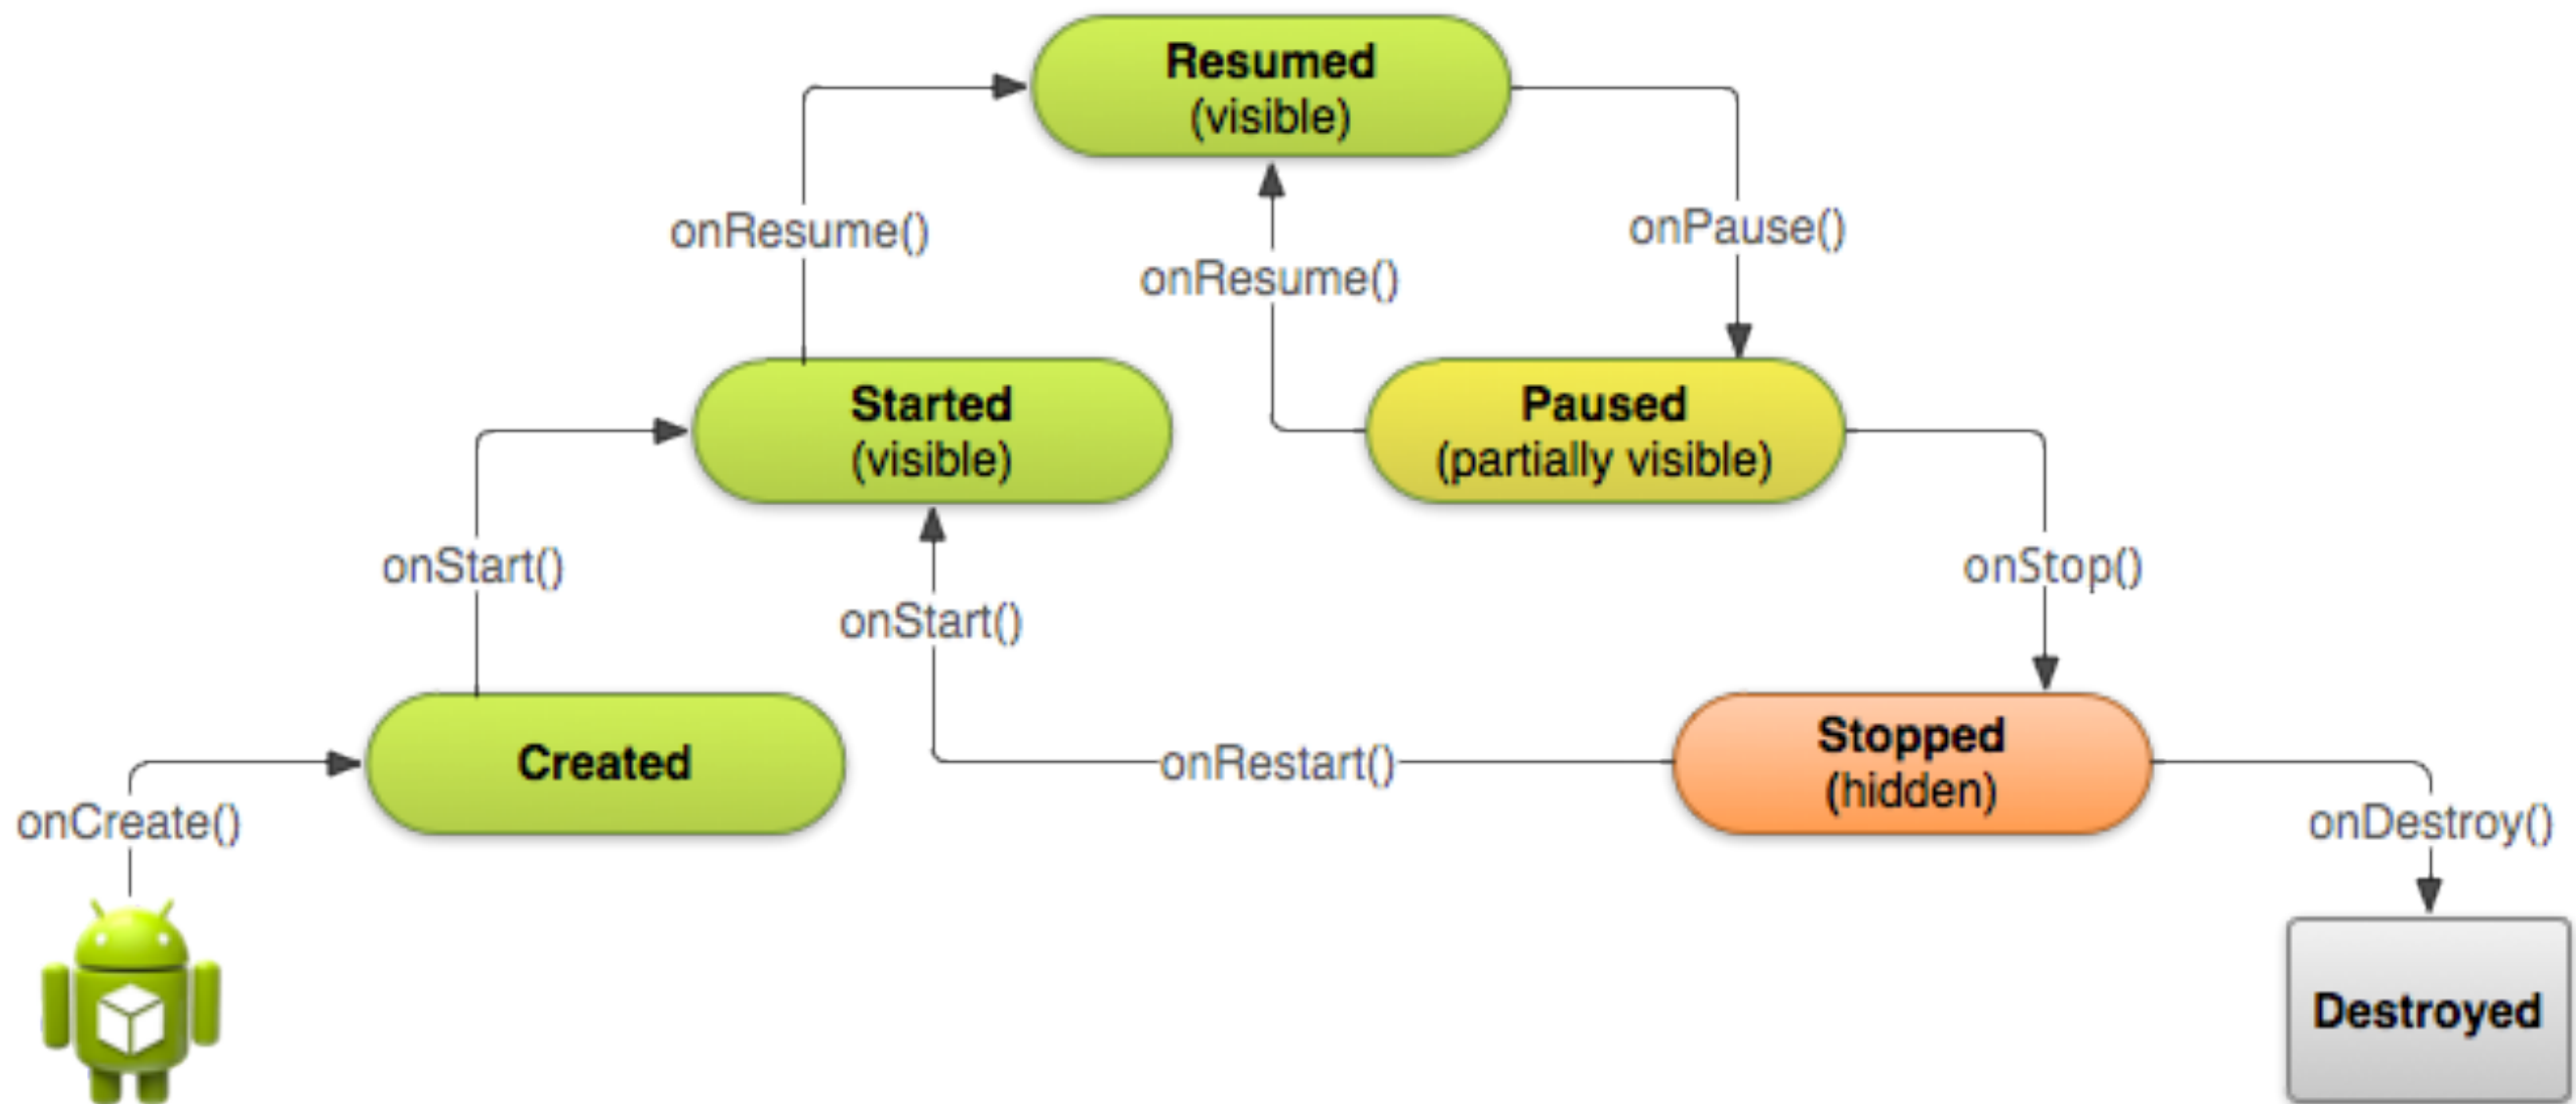 Resumed
(visible)
onResume()
onPause()
onResume()
Started
(visible)
Paused
(partially visible)
onStart()
onStop()
onStart()
Created
onRestart()
Stopped
(hidden)
onCreate()
onDestroy()
Destroyed